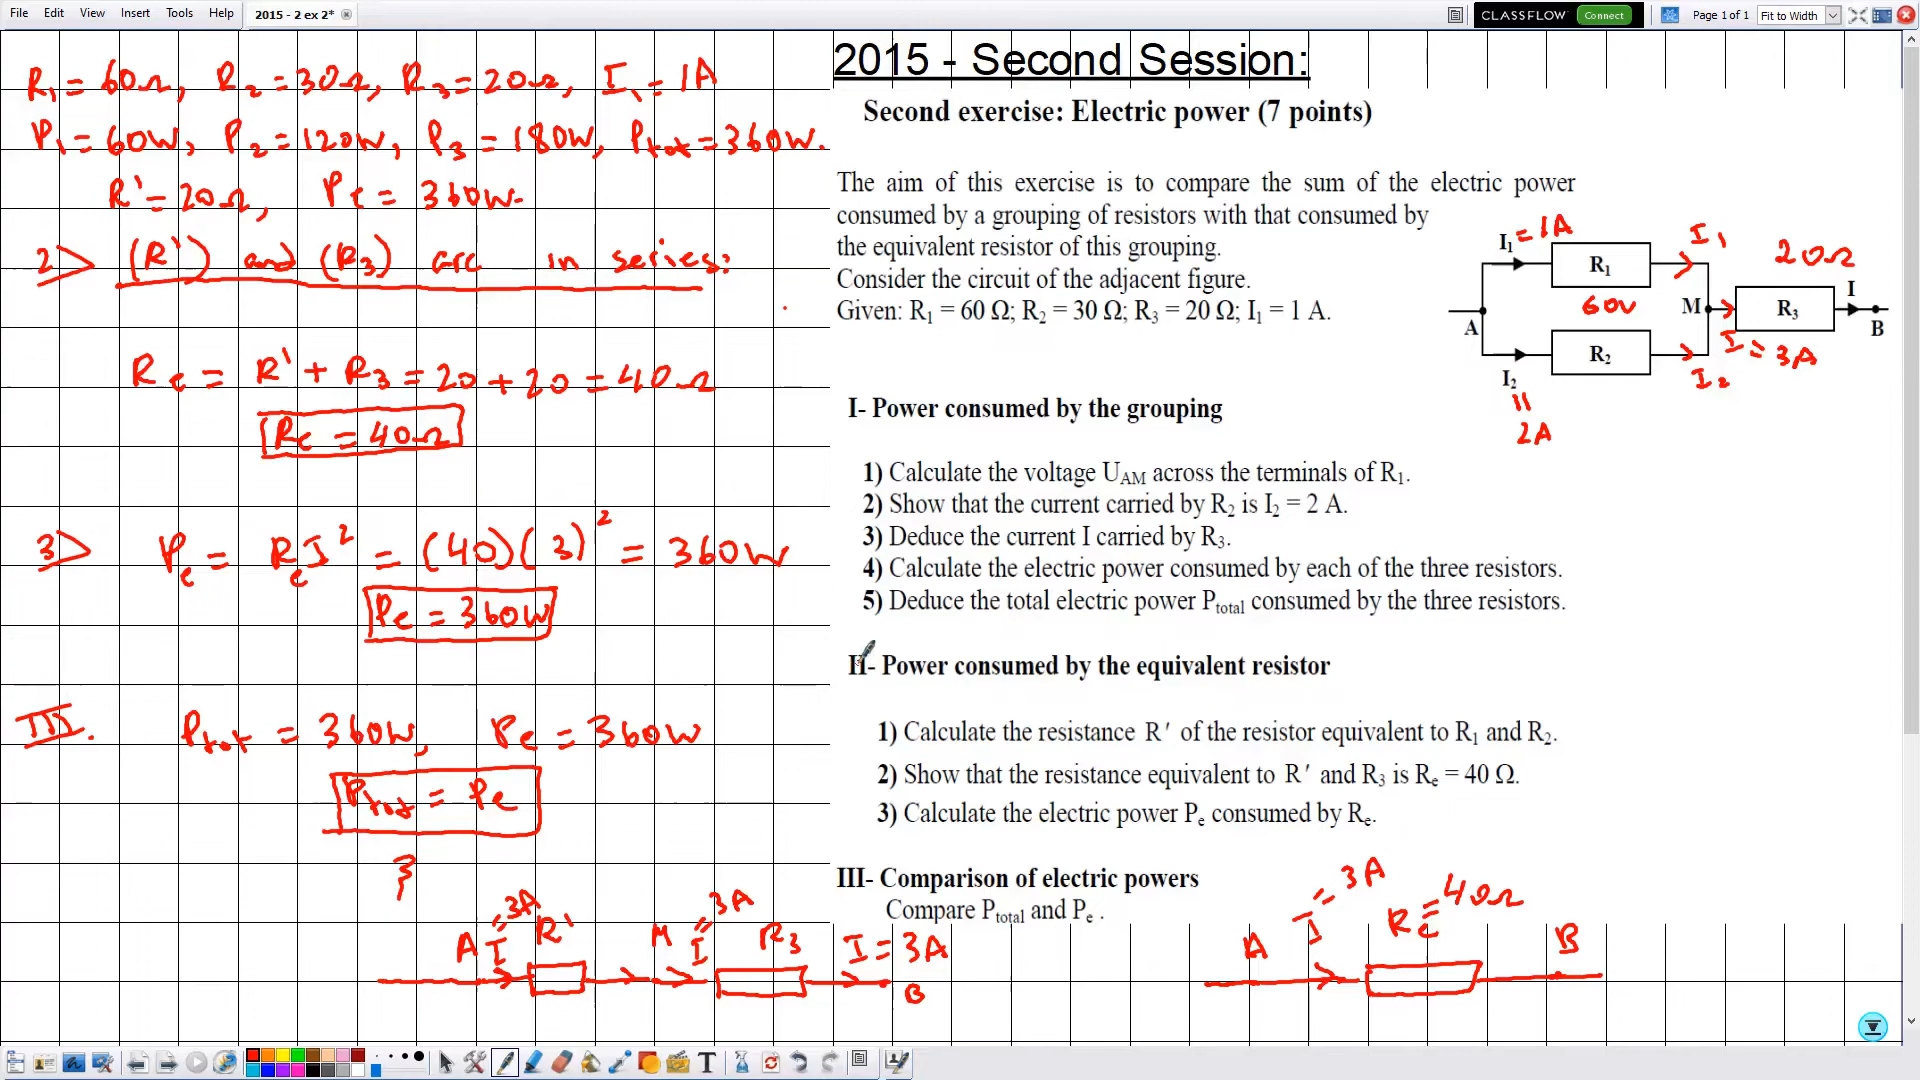 File Edit View Insert Tools Help 2015 - 2 ex 2*
CLASSFLOW Connect Page 1 of 1 Fit to Width
R₁ = 60Ω, R₂ = 30Ω, R₃ = 20Ω, I₁ = 1A
P₁ = 60W, P₂ = 120W, P₃ = 180W, Ptot = 360W.
R' = 20Ω, Pe = 360W.
2> (R') and (R₃) are in series:
Re = R' + R₃ = 20 + 20 = 40Ω
Re = 40Ω
3> Pe = ReI² = (40)(3)² = 360W
Pe = 360W
III. Ptot = 360W, Pe = 360W
Ptot = Pe
A I = 3A R' M I = 3A R₃ I = 3A B
2015 - Second Session:
Second exercise: Electric power (7 points)
The aim of this exercise is to compare the sum of the electric power
consumed by a grouping of resistors with that consumed by
the equivalent resistor of this grouping.
Consider the circuit of the adjacent figure.
Given: R₁ = 60 Ω; R₂ = 30 Ω; R₃ = 20 Ω; I₁ = 1 A.
I₁ = 1A I₁ 20Ω
R₁ I
60V M R₃
A B
R₂ I = 3A
I₂ I₂
=
2A
I- Power consumed by the grouping
1) Calculate the voltage U_AM across the terminals of R₁.
2) Show that the current carried by R₂ is I₂ = 2 A.
3) Deduce the current I carried by R₃.
4) Calculate the electric power consumed by each of the three resistors.
5) Deduce the total electric power Ptotal consumed by the three resistors.
II- Power consumed by the equivalent resistor
1) Calculate the resistance R′ of the resistor equivalent to R₁ and R₂.
2) Show that the resistance equivalent to R′ and R₃ is Re = 40 Ω.
3) Calculate the electric power Pe consumed by Re.
III- Comparison of electric powers
Compare Ptotal and Pe .
A I = 3A Re = 40Ω B